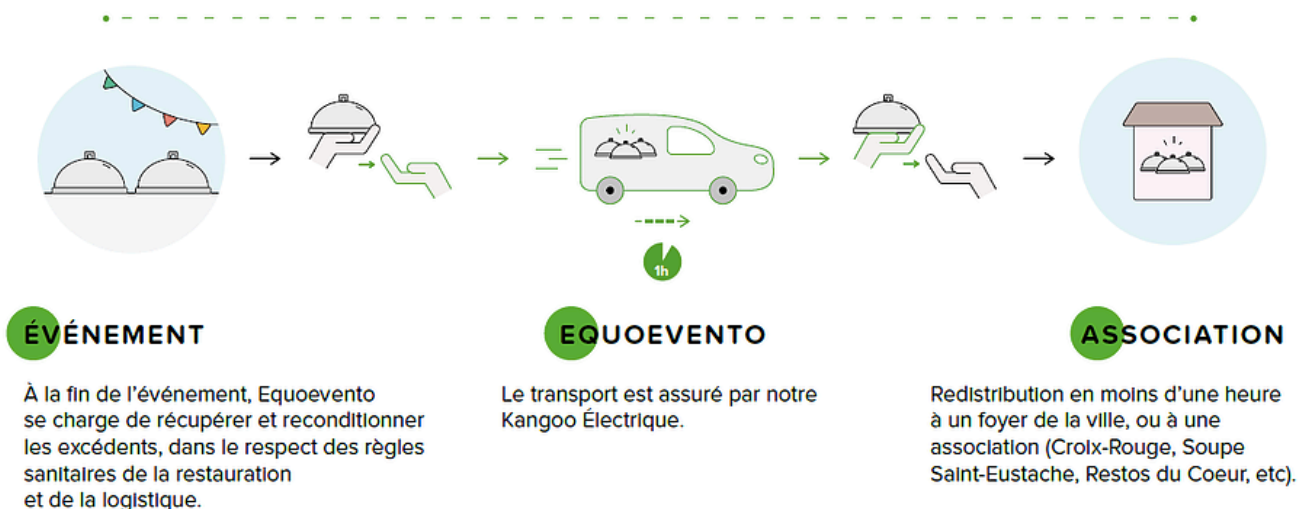 1h
ÉVÉNEMENT
À la fin de l'événement, Equoevento
se charge de récupérer et reconditionner
les excédents, dans le respect des règles
sanitaires de la restauration
et de la logistique.
EQUOEVENTO
Le transport est assuré par notre
Kangoo Électrique.
ASSOCIATION
Redistribution en moins d'une heure
à un foyer de la ville, ou à une
association (Croix-Rouge, Soupe
Saint-Eustache, Restos du Coeur, etc).